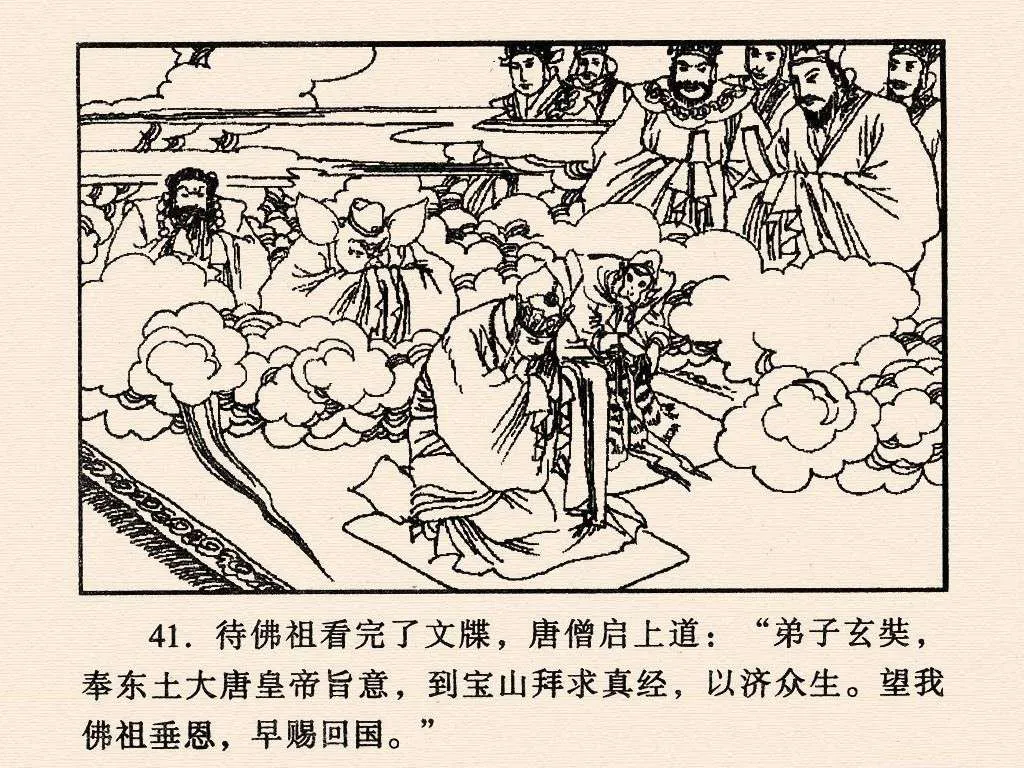 41. 待佛祖看完了文牒，唐僧启上道：“弟子玄奘，
奉东土大唐皇帝旨意，到宝山拜求真经，以济众生。望我
佛祖垂恩，早赐回国。”